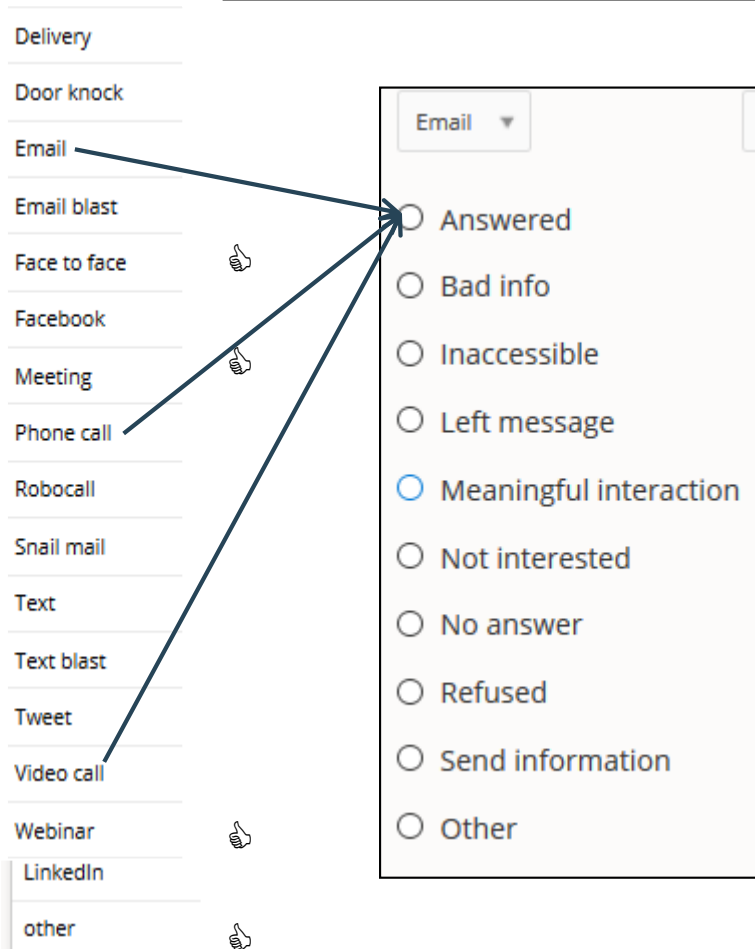 Delivery
Door knock
Email
Email blast
Face to face
Facebook
Meeting
Phone call
Robocall
Snail mail
Text
Text blast
Tweet
Video call
Webinar
LinkedIn
other
Email
Answered
Bad info
Inaccessible
Left message
Meaningful interaction
Not interested
No answer
Refused
Send information
Other